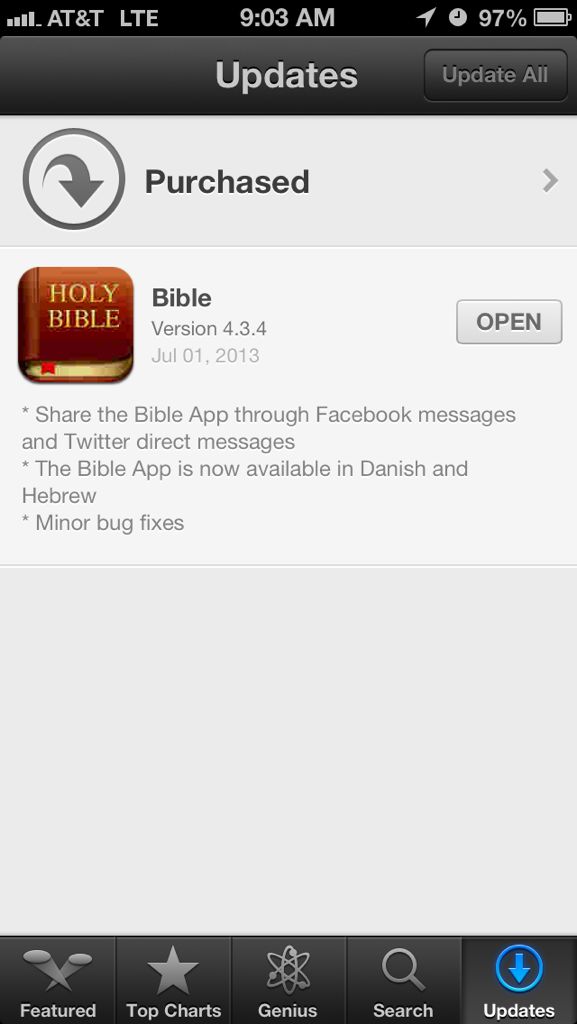 AT&T LTE 9:03 AM 97%
Updates
Update All
Purchased
HOLY
BIBLE
Bible
Version 4.3.4
Jul 01, 2013
OPEN
* Share the Bible App through Facebook messages
and Twitter direct messages
* The Bible App is now available in Danish and
Hebrew
* Minor bug fixes
Featured
Top Charts
Genius
Search
Updates